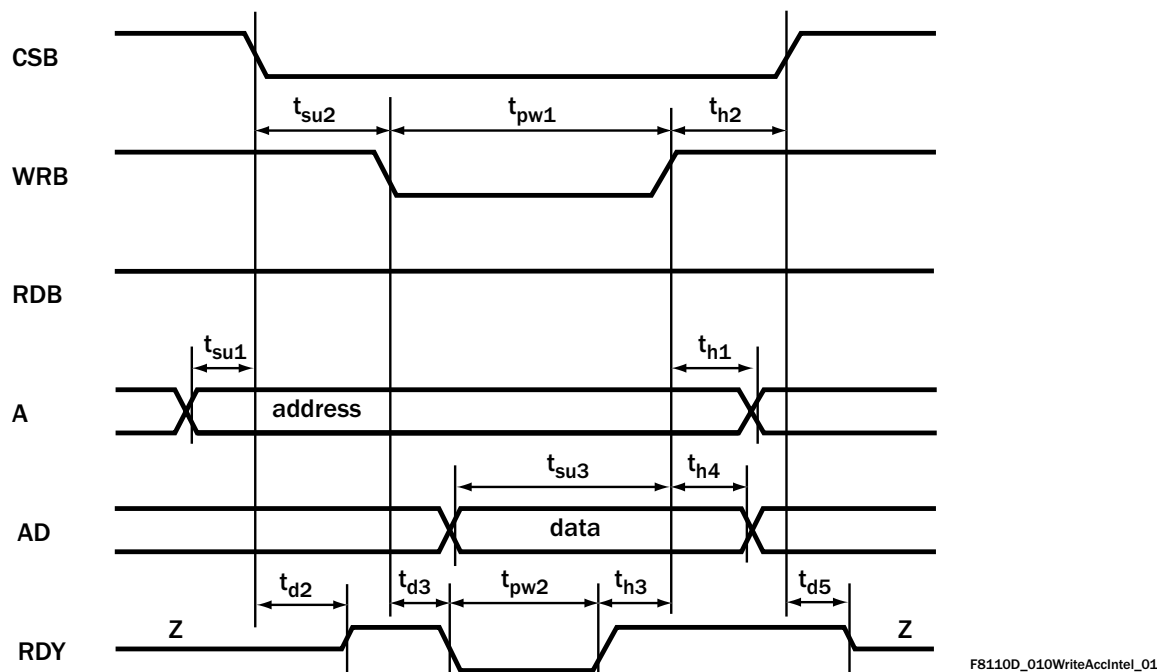 CSB
t_su2 t_pw1 t_h2
WRB
RDB
t_su1 t_h1
A address
t_su3 t_h4
AD data
t_d2 t_d3 t_pw2 t_h3 t_d5
Z Z
RDY
F8110D_010WriteAccIntel_01